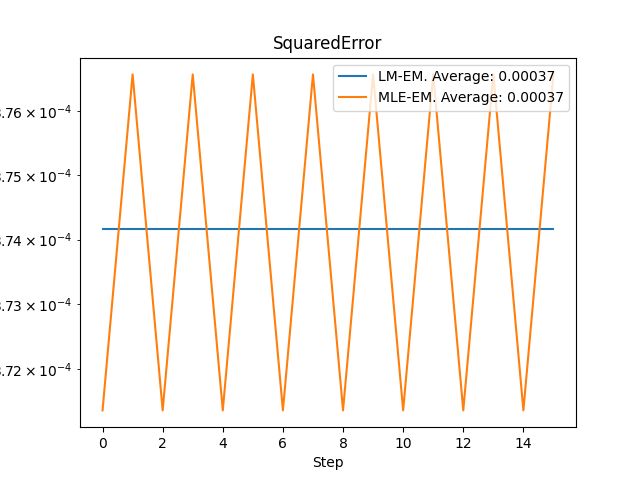 SquaredError
LM-EM. Average: 0.00037
MLE-EM. Average: 0.00037
.76 × 10⁻⁴
.75 × 10⁻⁴
.74 × 10⁻⁴
.73 × 10⁻⁴
.72 × 10⁻⁴
0 2 4 6 8 10 12 14
Step